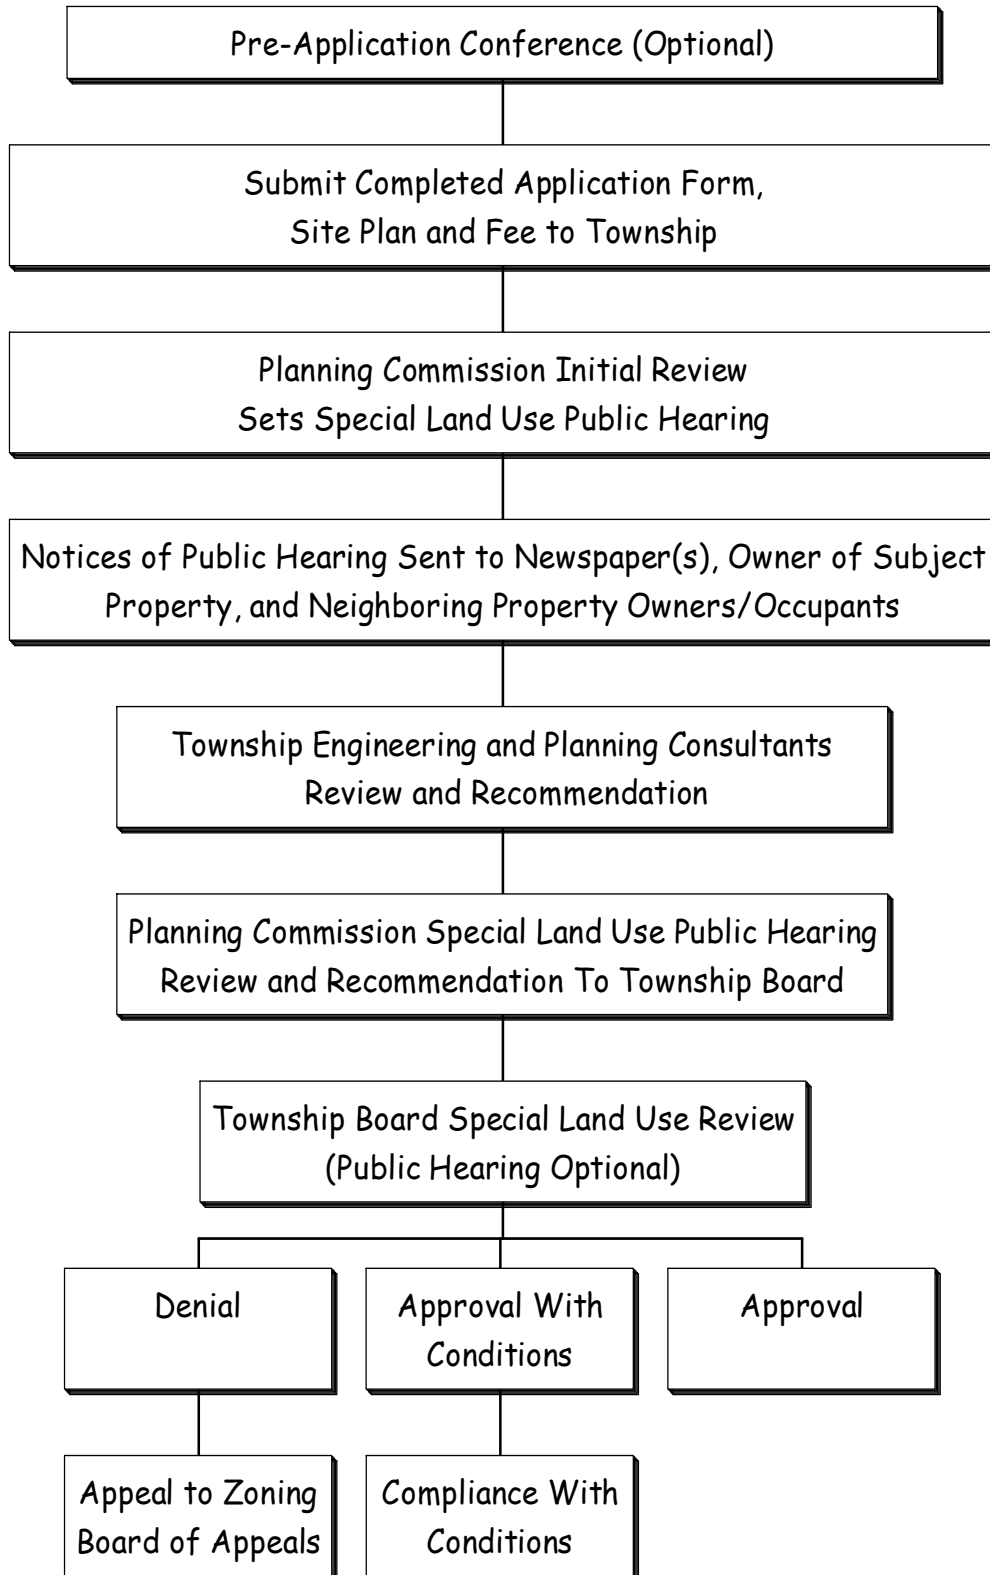 Pre-Application Conference (Optional)
Submit Completed Application Form,
Site Plan and Fee to Township
Planning Commission Initial Review
Sets Special Land Use Public Hearing
Notices of Public Hearing Sent to Newspaper(s), Owner of Subject
Property, and Neighboring Property Owners/Occupants
Township Engineering and Planning Consultants
Review and Recommendation
Planning Commission Special Land Use Public Hearing
Review and Recommendation To Township Board
Township Board Special Land Use Review
(Public Hearing Optional)
Denial
Approval With
Conditions
Approval
Appeal to Zoning
Board of Appeals
Compliance With
Conditions